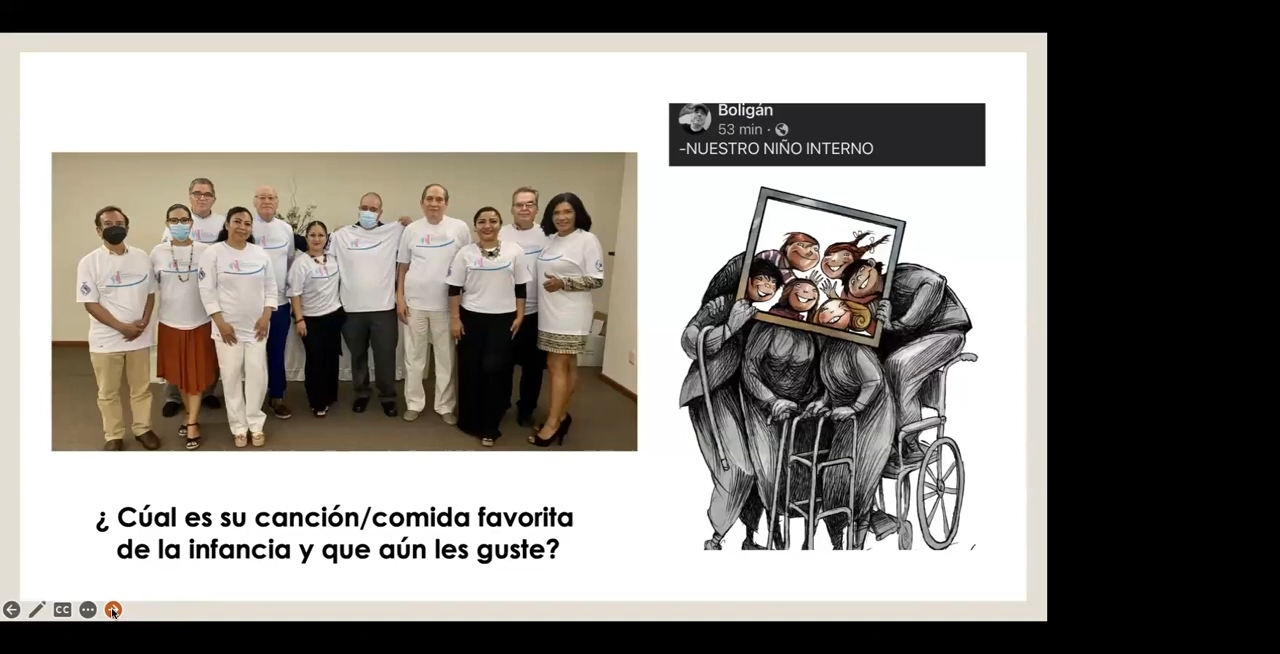 Boligán
53 min ·
-NUESTRO NIÑO INTERNO
¿ Cúal es su canción/comida favorita
de la infancia y que aún les guste?
CC